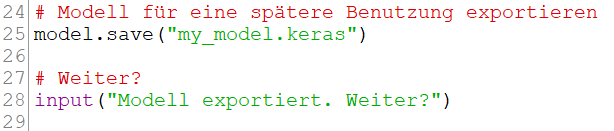 24 # Modell für eine spätere Benutzung exportieren
25 model.save("my_model.keras")
26
27 # Weiter?
28 input("Modell exportiert. Weiter?")
29